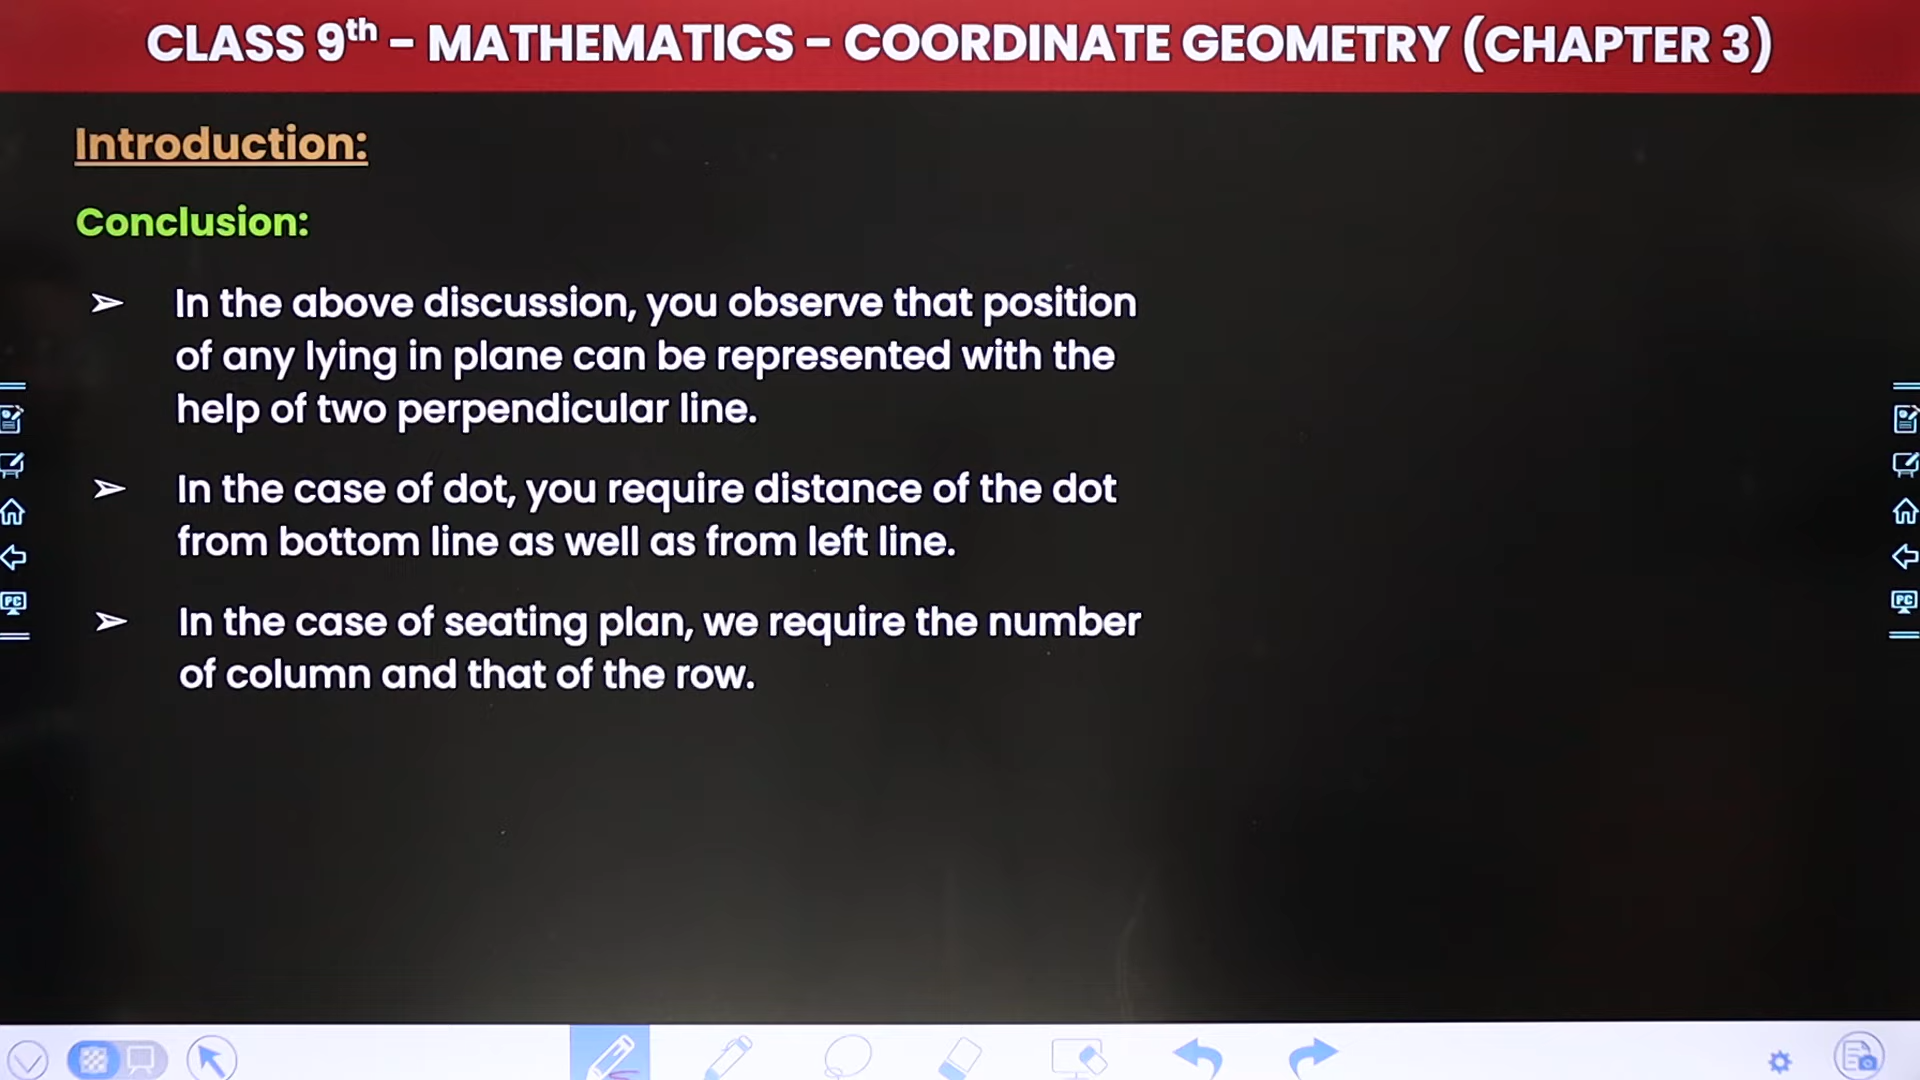 CLASS 9th - MATHEMATICS - COORDINATE GEOMETRY (CHAPTER 3)
Introduction:
Conclusion:
➢ In the above discussion, you observe that position
of any lying in plane can be represented with the
help of two perpendicular line.
➢ In the case of dot, you require distance of the dot
from bottom line as well as from left line.
➢ In the case of seating plan, we require the number
of column and that of the row.
PC
PC